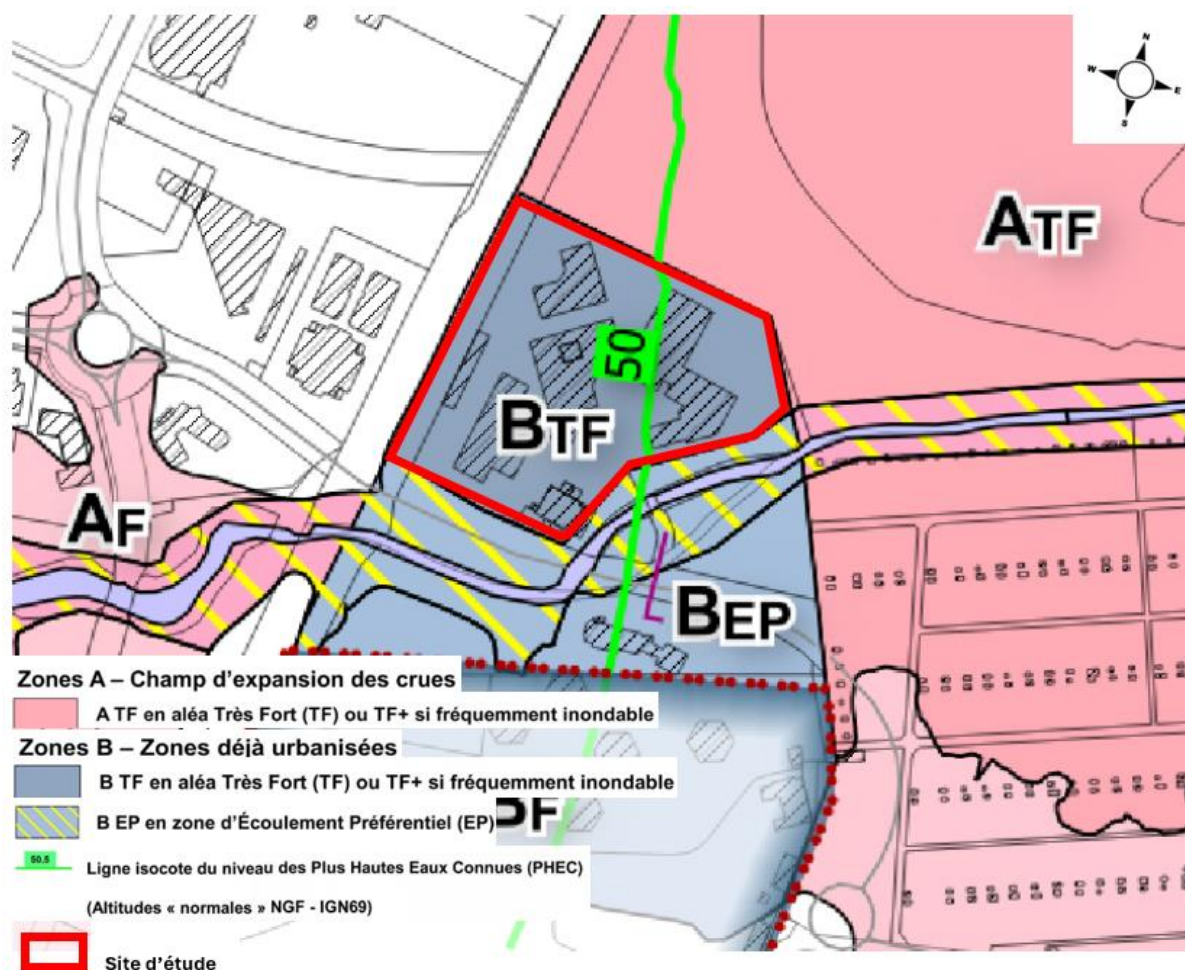 N
W
E
S
ATF
50
BTF
AF
BEP
Zones A – Champ d'expansion des crues
A TF en aléa Très Fort (TF) ou TF+ si fréquemment inondable
Zones B – Zones déjà urbanisées
B TF en aléa Très Fort (TF) ou TF+ si fréquemment inondable
B EP en zone d'Écoulement Préférentiel (EP)
BF
50,5
Ligne isocote du niveau des Plus Hautes Eaux Connues (PHEC)
(Altitudes « normales » NGF - IGN69)
Site d'étude